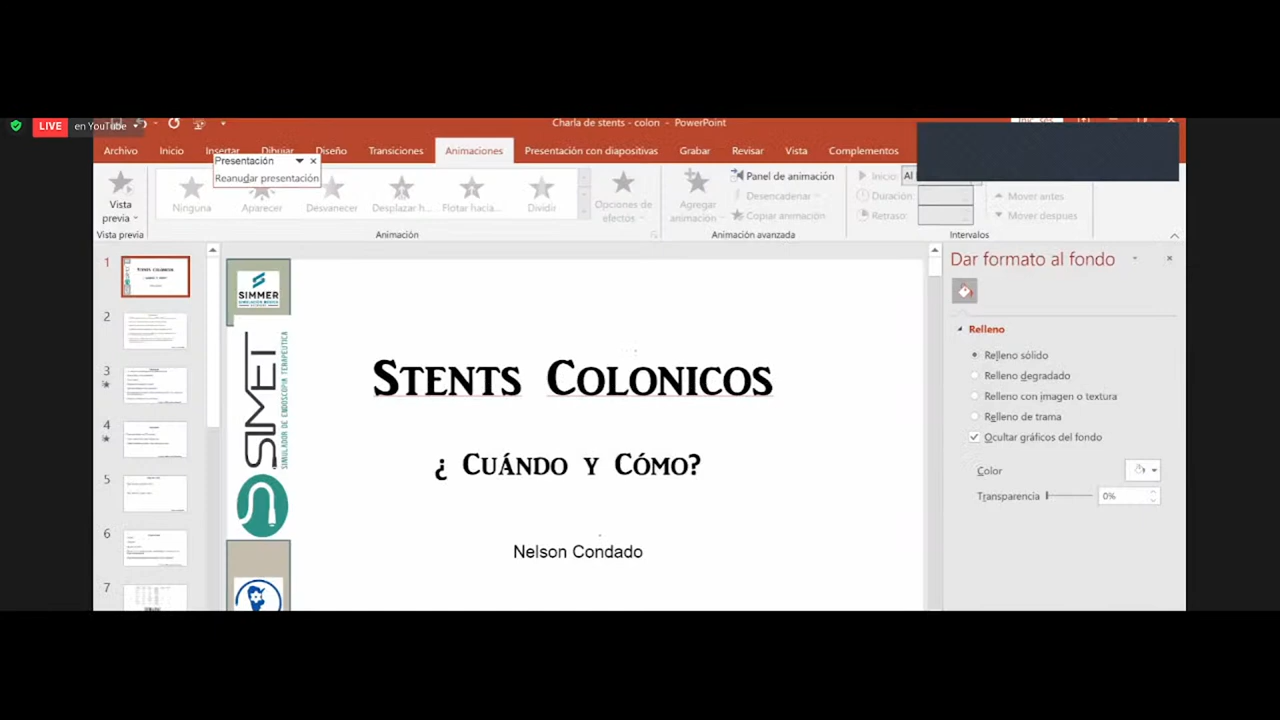 LIVE en YouTube
Charla de stents - colon - PowerPoint
Archivo Inicio Insertar Dibujar Diseño Transiciones Animaciones Presentación con diapositivas Grabar Revisar Vista Complementos
Presentación
Reanudar presentación
Vista previa
Ninguna Aparecer Desvanecer Desplazar h... Flotar hacia... Dividir
Opciones de efectos
Agregar animación
Panel de animación
Desencadenar
Copiar animación
Inicio: Al
Duración:
Retraso:
Mover antes
Mover después
Vista previa Animación Animación avanzada Intervalos
1
2
3
4
5
6
7
SIMMER
SIMET
SIMULADOR DE ENDOSCOPIA TERAPÉUTICA
Stents Colonicos
¿ Cuándo y Cómo?
Nelson Condado
Dar formato al fondo
Relleno
Relleno sólido
Relleno degradado
Relleno con imagen o textura
Relleno de trama
Ocultar gráficos del fondo
Color
Transparencia 0%